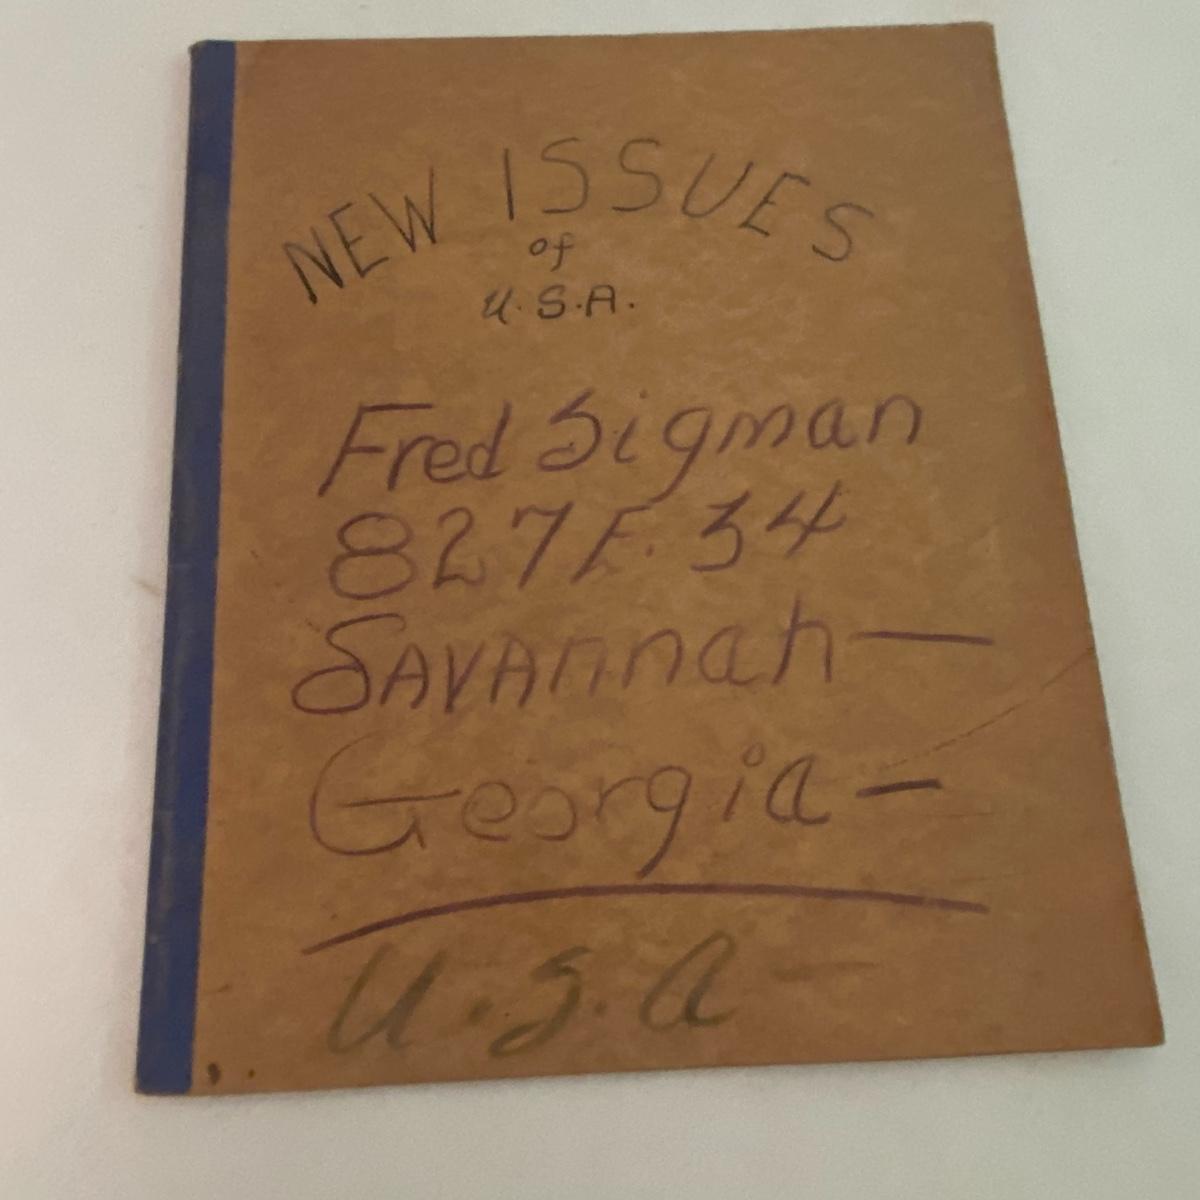 NEW ISSUES
of
U.S.A.
Fred Sigman
827 E. 34
SAVAnnah—
Georgia—
U.S.a—